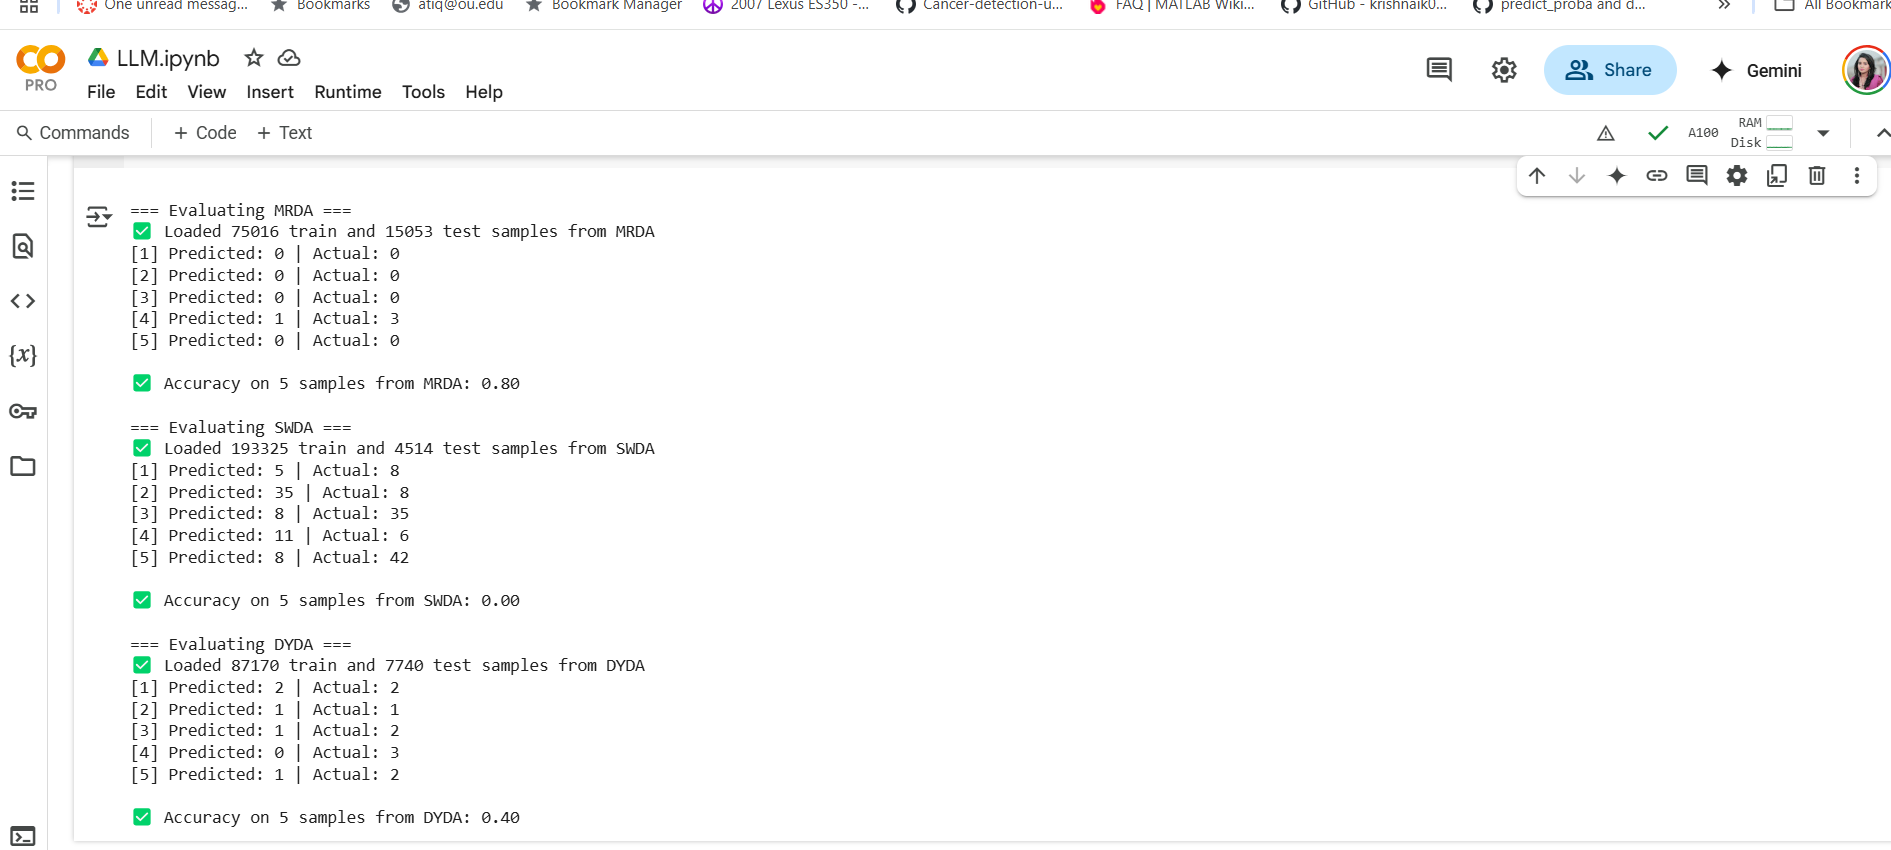 One unread messag...
Bookmarks
atiq@ou.edu
Bookmark Manager
2007 Lexus ES350 -...
Cancer-detection-u...
FAQ | MATLAB Wiki...
GitHub - krishnaik0...
predict_proba and d...
»
All Bookmark
CO
PRO
LLM.ipynb
File Edit View Insert Runtime Tools Help
Share
Gemini
Commands
+ Code + Text
A100
RAM
Disk
=== Evaluating MRDA ===
✅ Loaded 75016 train and 15053 test samples from MRDA
[1] Predicted: 0 | Actual: 0
[2] Predicted: 0 | Actual: 0
[3] Predicted: 0 | Actual: 0
[4] Predicted: 1 | Actual: 3
[5] Predicted: 0 | Actual: 0
✅ Accuracy on 5 samples from MRDA: 0.80
=== Evaluating SWDA ===
✅ Loaded 193325 train and 4514 test samples from SWDA
[1] Predicted: 5 | Actual: 8
[2] Predicted: 35 | Actual: 8
[3] Predicted: 8 | Actual: 35
[4] Predicted: 11 | Actual: 6
[5] Predicted: 8 | Actual: 42
✅ Accuracy on 5 samples from SWDA: 0.00
=== Evaluating DYDA ===
✅ Loaded 87170 train and 7740 test samples from DYDA
[1] Predicted: 2 | Actual: 2
[2] Predicted: 1 | Actual: 1
[3] Predicted: 1 | Actual: 2
[4] Predicted: 0 | Actual: 3
[5] Predicted: 1 | Actual: 2
✅ Accuracy on 5 samples from DYDA: 0.40